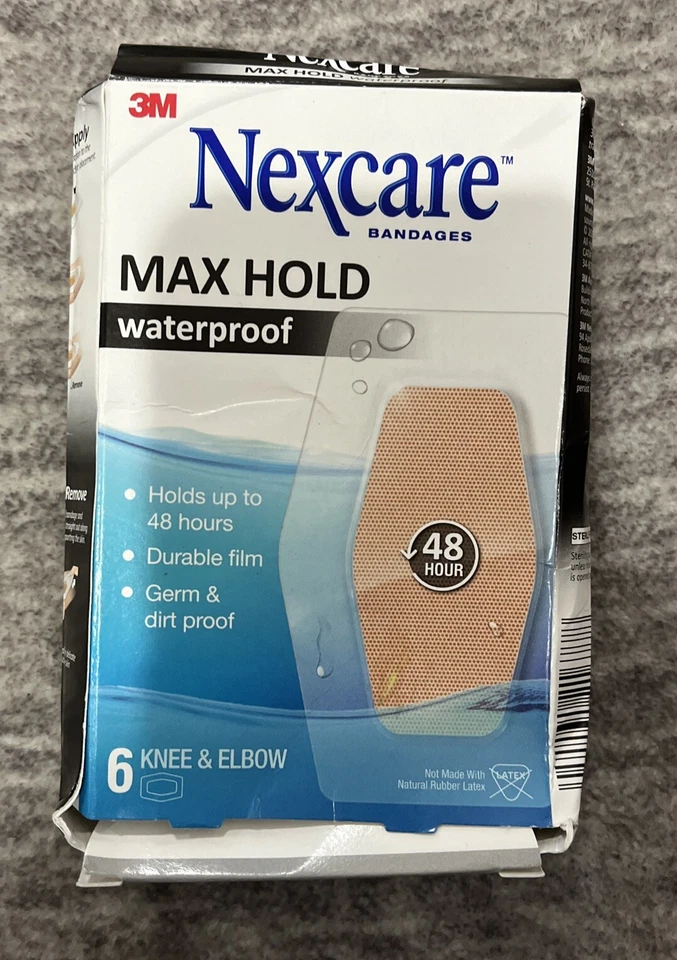 Nexcare
MAX HOLD waterproof
3M
Nexcare™
BANDAGES
MAX HOLD
waterproof
• Holds up to
48 hours
• Durable film
• Germ &
dirt proof
48
HOUR
6 KNEE & ELBOW
Not Made With
Natural Rubber Latex
LATEX
Remove